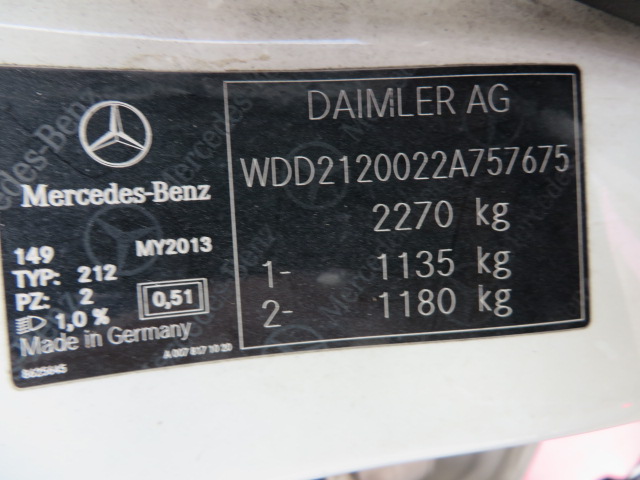 Mercedes-Benz
149 MY2013
TYP: 212
PZ: 2 0,51
1,0 %
Made in Germany
8625845 A 007 817 10 20
DAIMLER AG
WDD2120022A757675
2270 kg
1- 1135 kg
2- 1180 kg